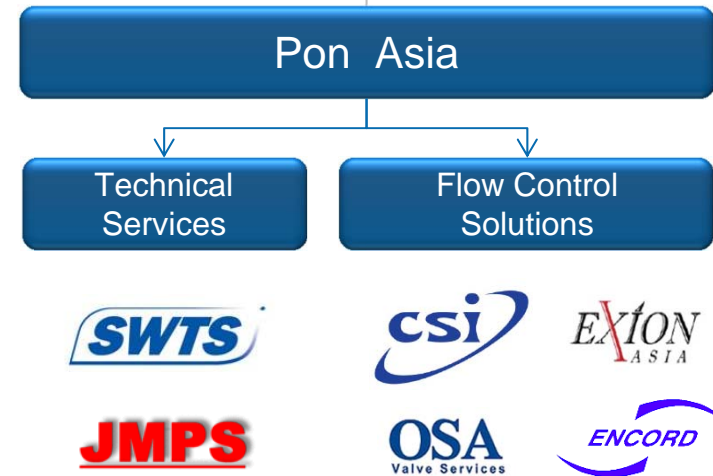 Pon Asia
Technical
Services
Flow Control
Solutions
SWTS
csi
EXION
ASIA
JMPS
OSA
Valve Services
ENCORD